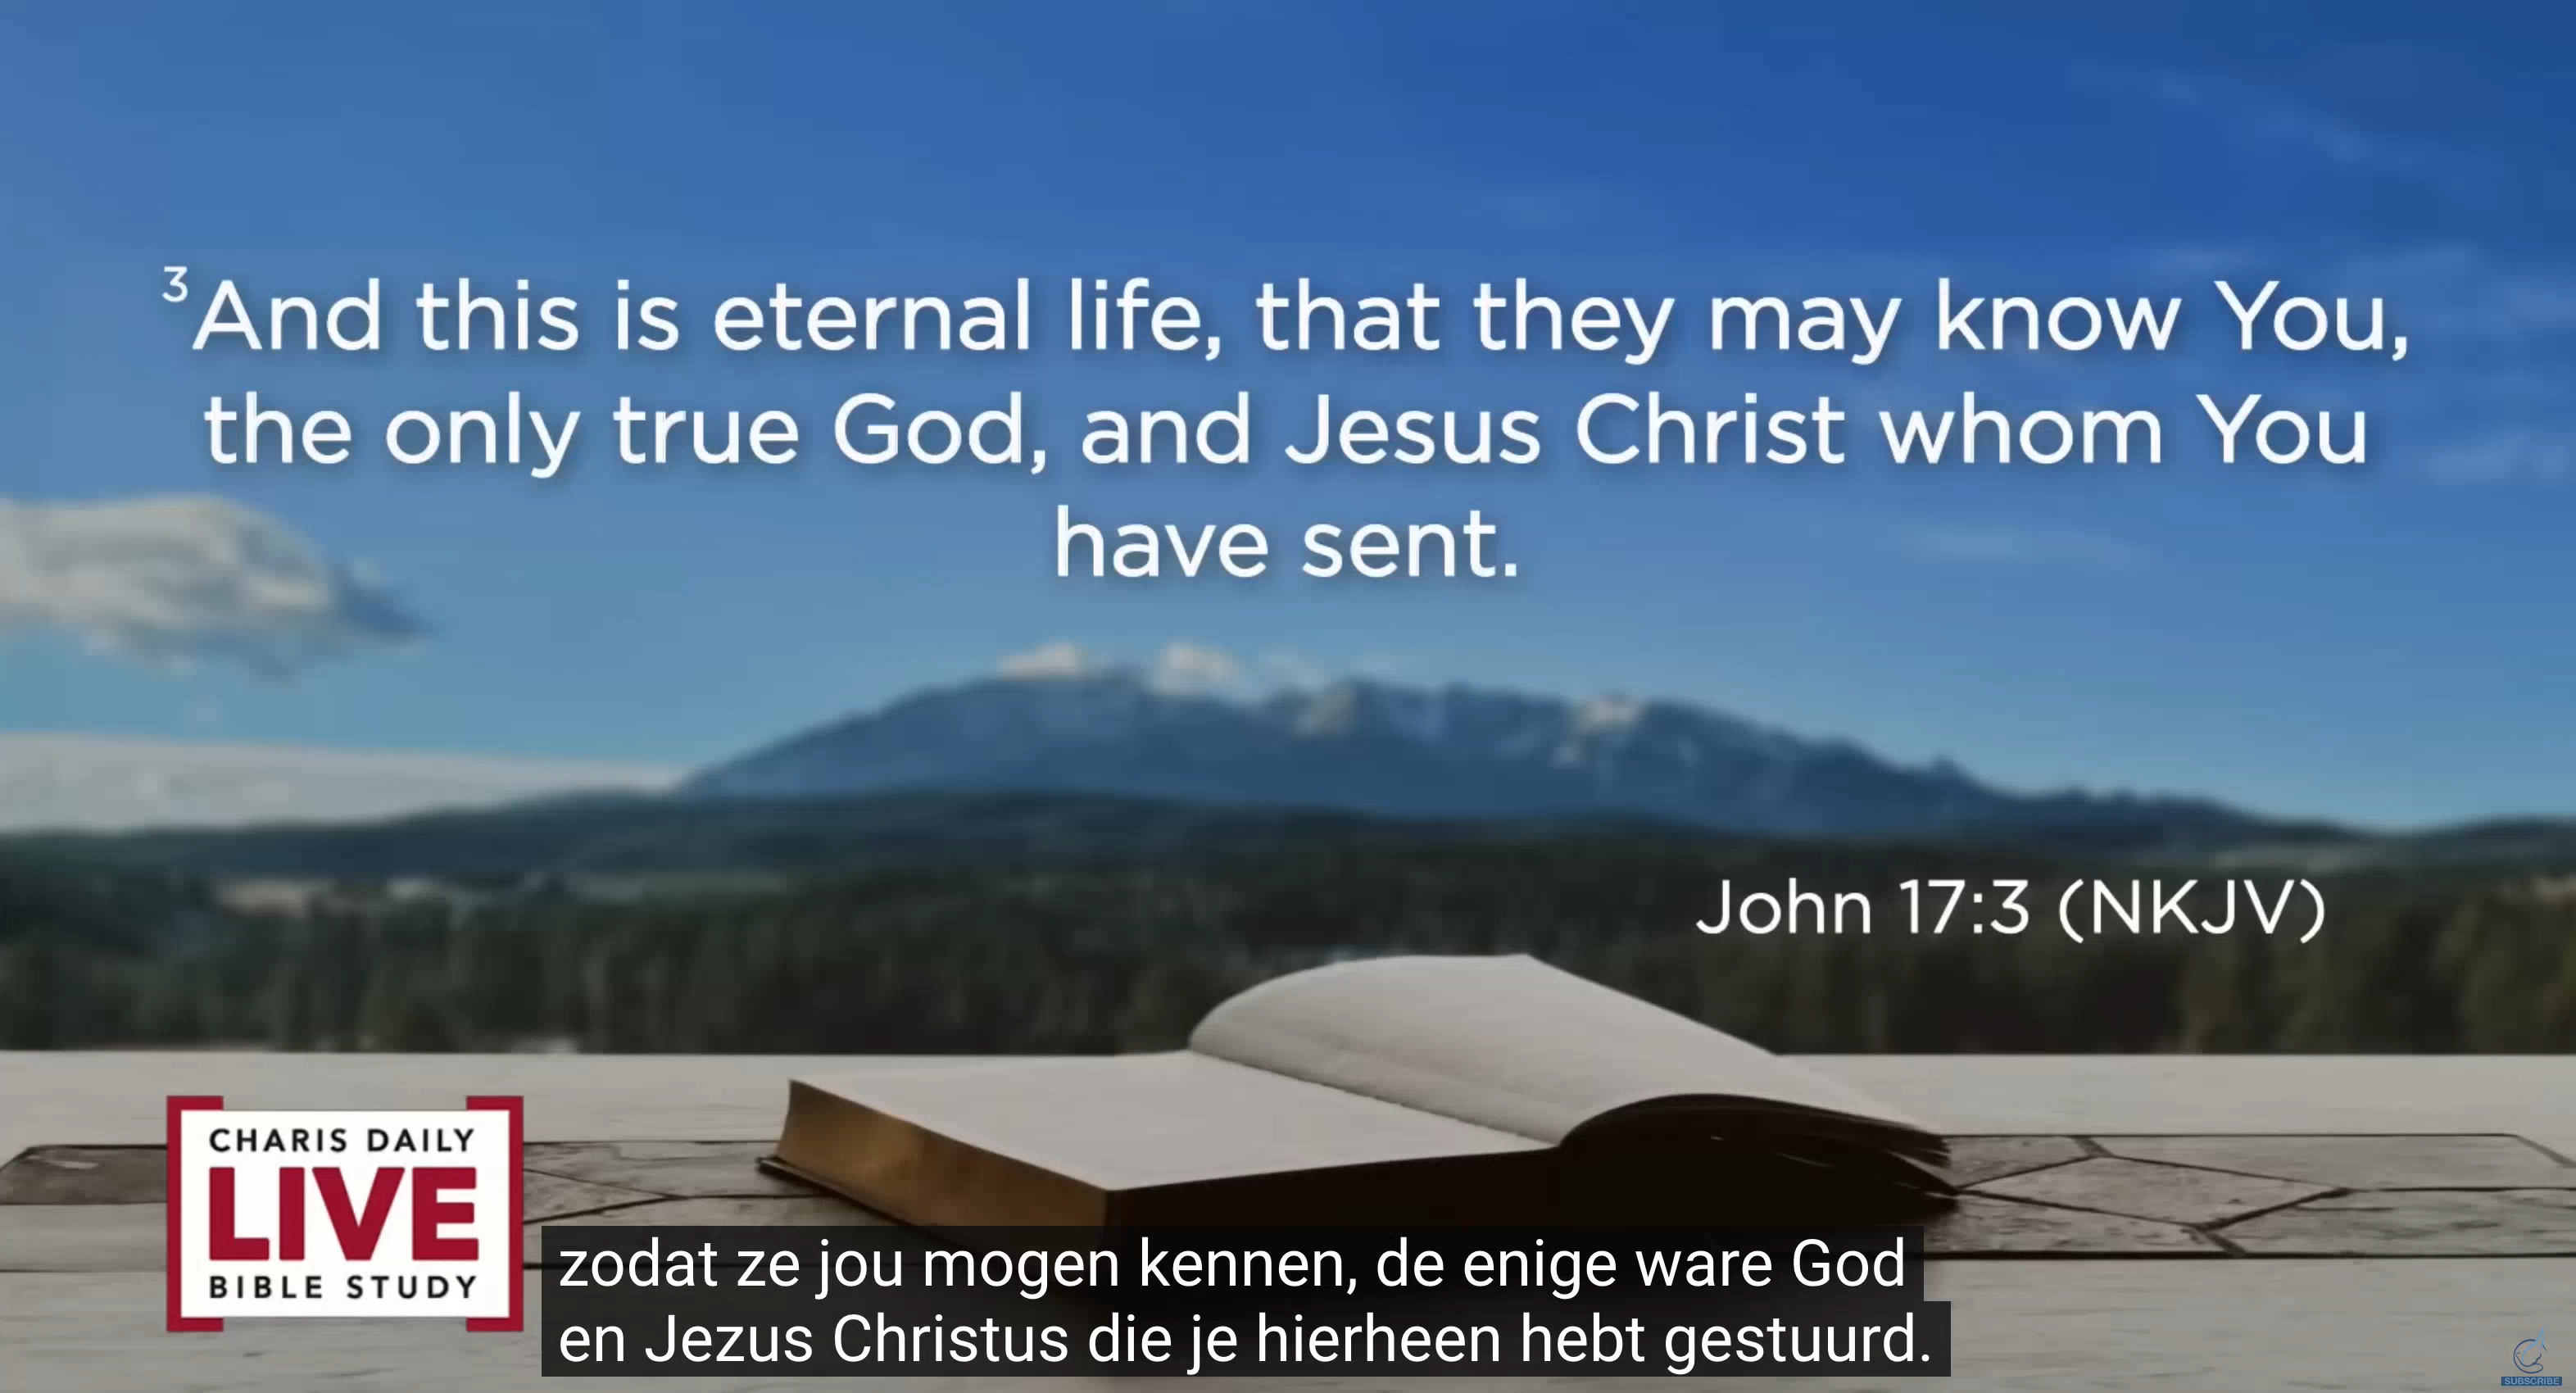 ³And this is eternal life, that they may know You,
the only true God, and Jesus Christ whom You
have sent.
John 17:3 (NKJV)
CHARIS DAILY
LIVE
BIBLE STUDY
zodat ze jou mogen kennen, de enige ware God
en Jezus Christus die je hierheen hebt gestuurd.
SUBSCRIBE